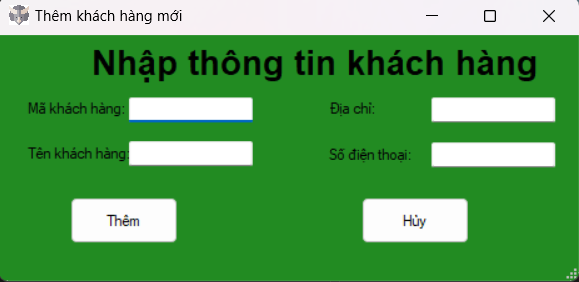 Thêm khách hàng mới
Nhập thông tin khách hàng
Mã khách hàng:
Địa chỉ:
Tên khách hàng:
Số điện thoại:
Thêm
Hủy